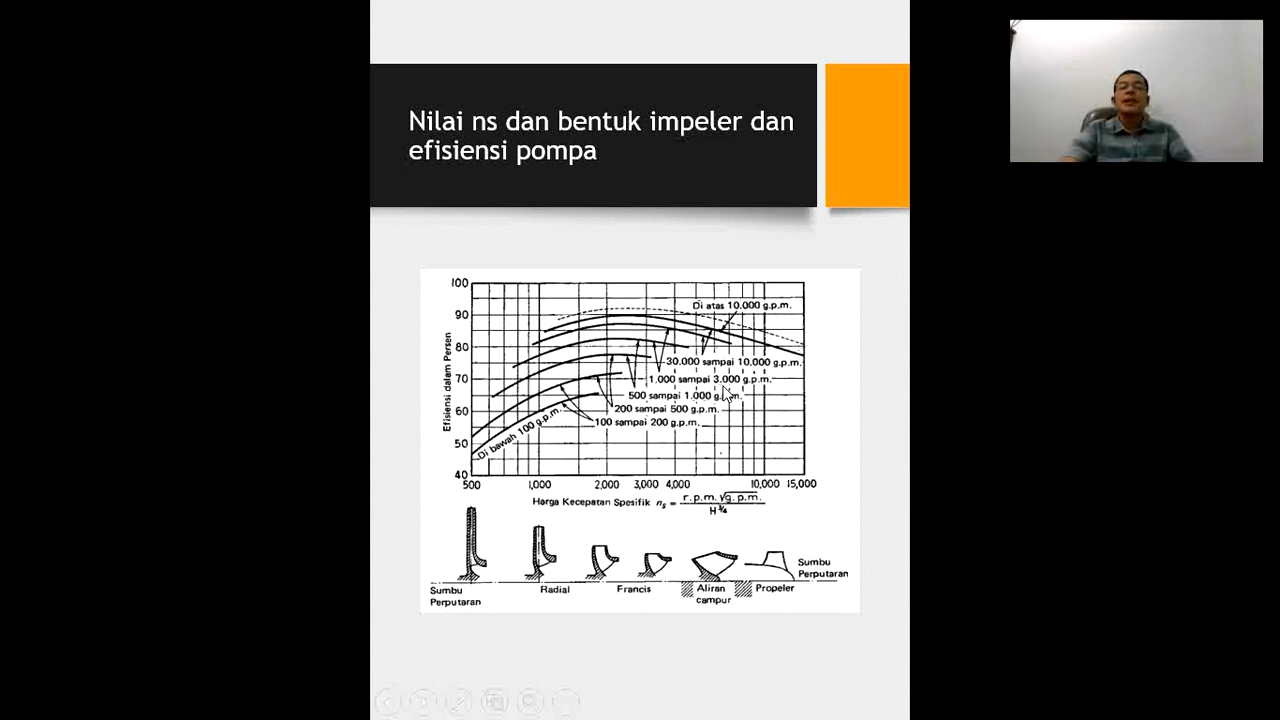 Nilai ns dan bentuk impeler dan
efisiensi pompa
100
90
80
70
60
50
40
Efisiensi dalam Persen
Di atas 10.000 g.p.m.
30.000 sampai 10.000 g.p.m.
1.000 sampai 3.000 g.p.m.
500 sampai 1.000 g.p.m.
200 sampai 500 g.p.m.
100 sampai 200 g.p.m.
Di bawah 100 g.p.m.
500 1,000 2,000 3,000 4,000 10,000 15,000
Harga Kecepatan Spesifik ns = r.p.m. √g.p.m. / H¾
Sumbu
Perputaran
Radial
Francis
Aliran
campur
Propeler
Sumbu
Perputaran